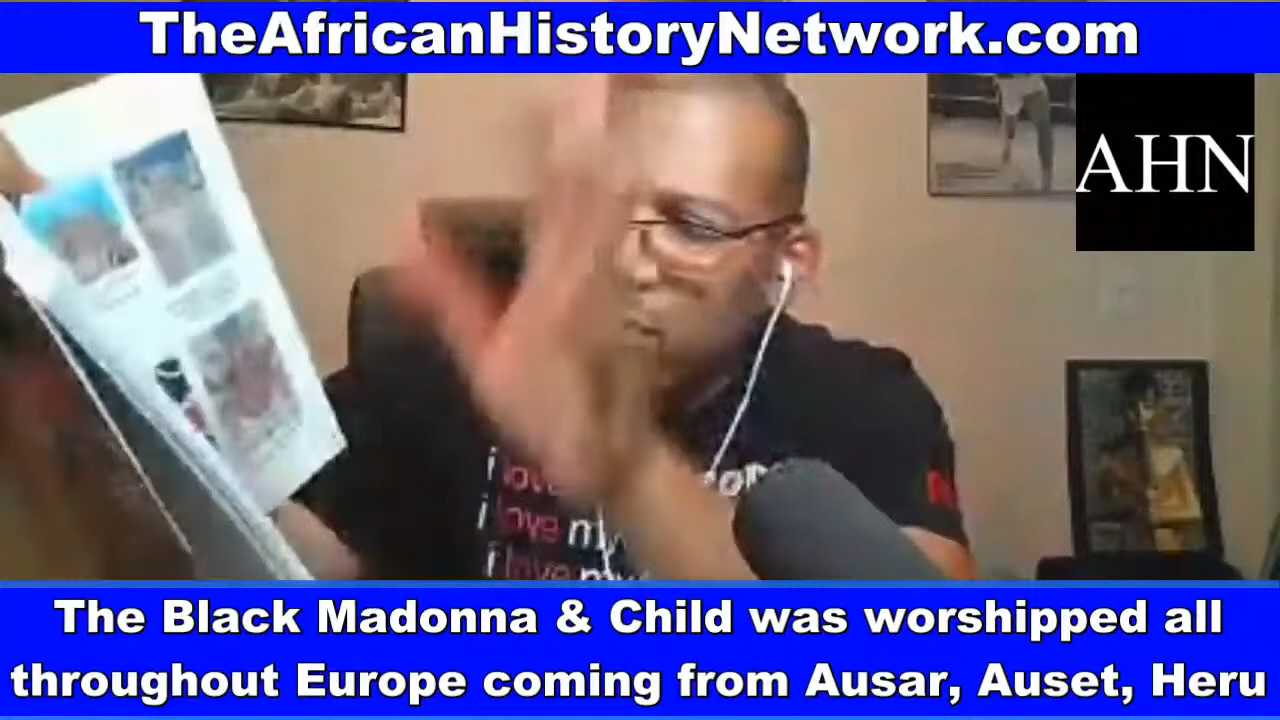 TheAfricanHistoryNetwork.com
AHN
i love
i love my
i love my
The Black Madonna & Child was worshipped all
throughout Europe coming from Ausar, Auset, Heru